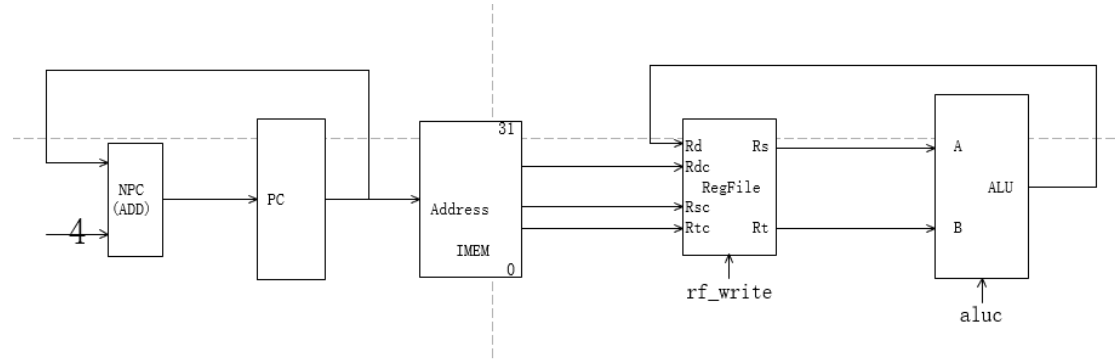 NPC
(ADD)
4
PC
31
Address
IMEM
0
Rd
Rs
Rdc
RegFile
Rsc
Rtc
Rt
rf_write
A
ALU
B
aluc